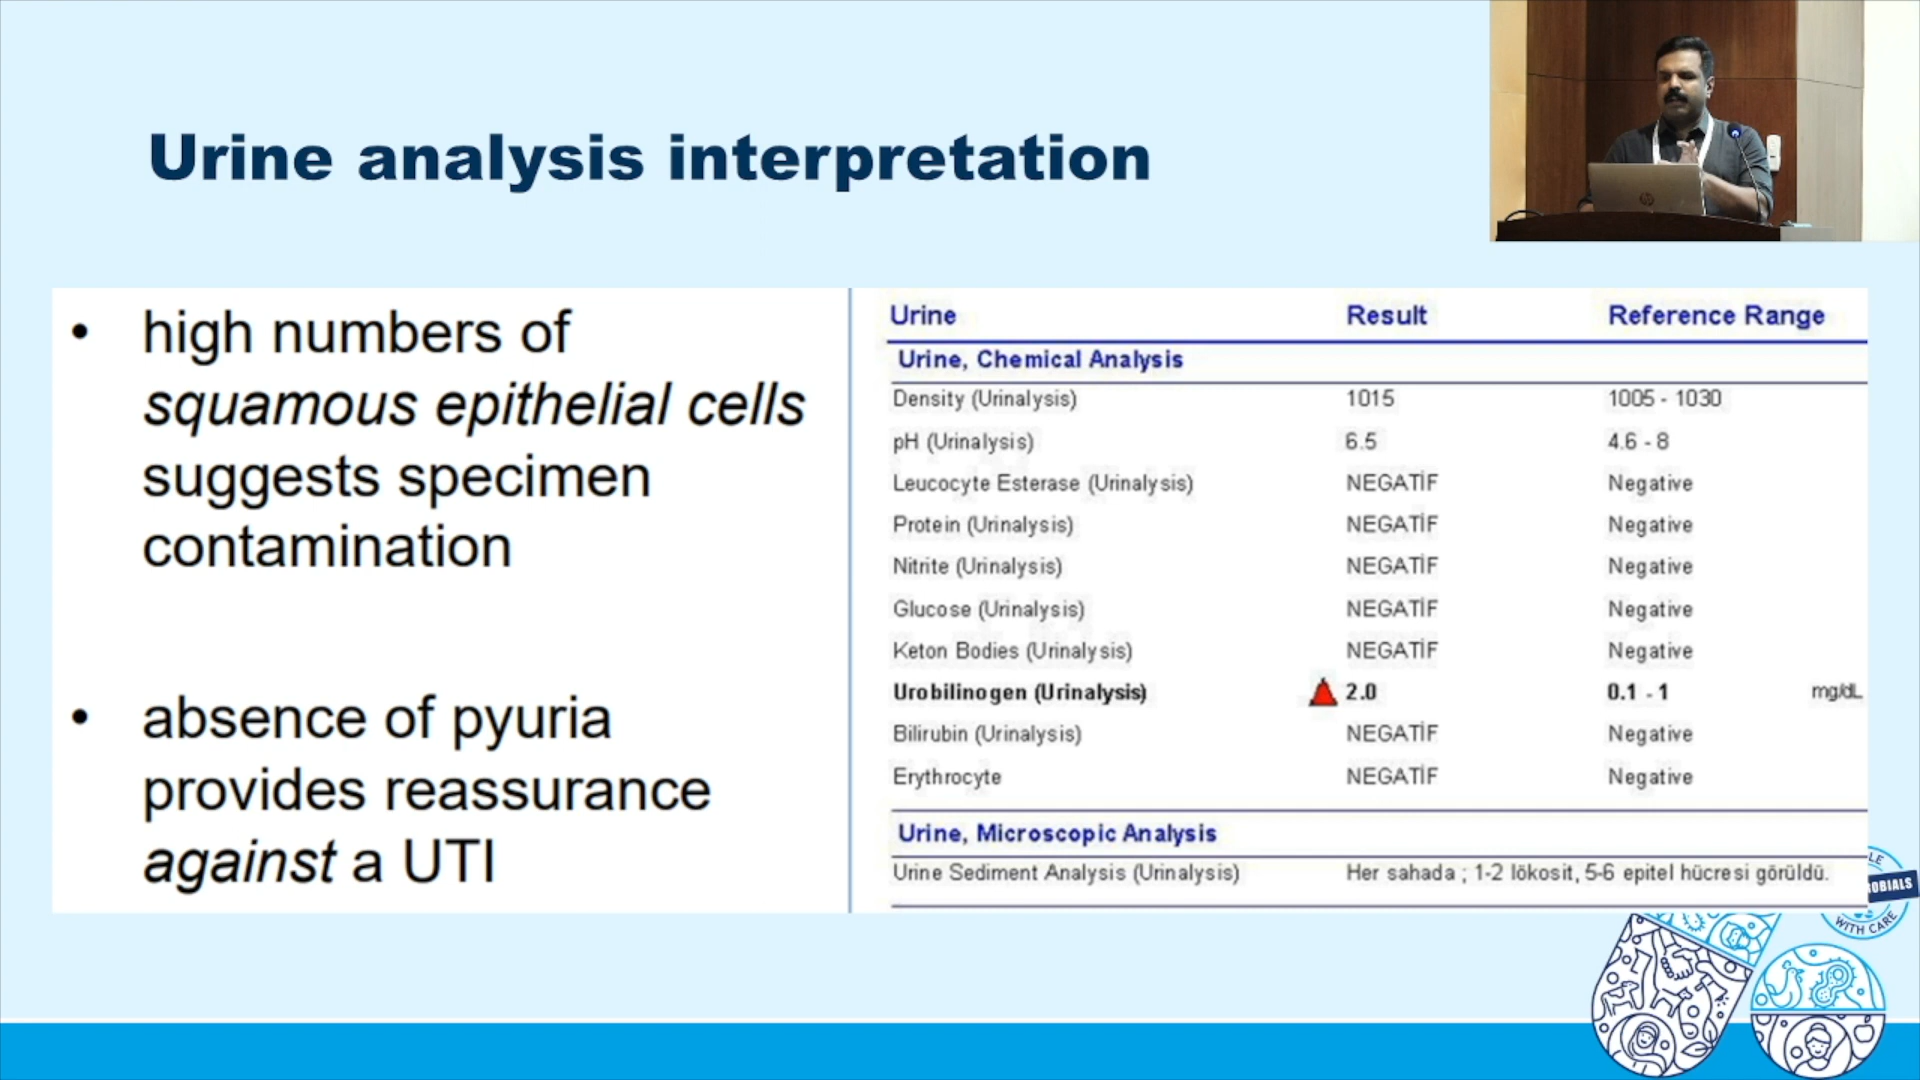 Urine analysis interpretation
• high numbers of
squamous epithelial cells
suggests specimen
contamination
• absence of pyuria
provides reassurance
against a UTI
Urine Result Reference Range
Urine, Chemical Analysis
Density (Urinalysis) 1015 1005 - 1030
pH (Urinalysis) 6.5 4.6 - 8
Leucocyte Esterase (Urinalysis) NEGATİF Negative
Protein (Urinalysis) NEGATİF Negative
Nitrite (Urinalysis) NEGATİF Negative
Glucose (Urinalysis) NEGATİF Negative
Keton Bodies (Urinalysis) NEGATİF Negative
Urobilinogen (Urinalysis) 2.0 0.1 - 1 mg/dL
Bilirubin (Urinalysis) NEGATİF Negative
Erythrocyte NEGATİF Negative
Urine, Microscopic Analysis
Urine Sediment Analysis (Urinalysis) Her sahada ; 1-2 lökosit, 5-6 epitel hücresi görüldü.
WITH CARE
hp